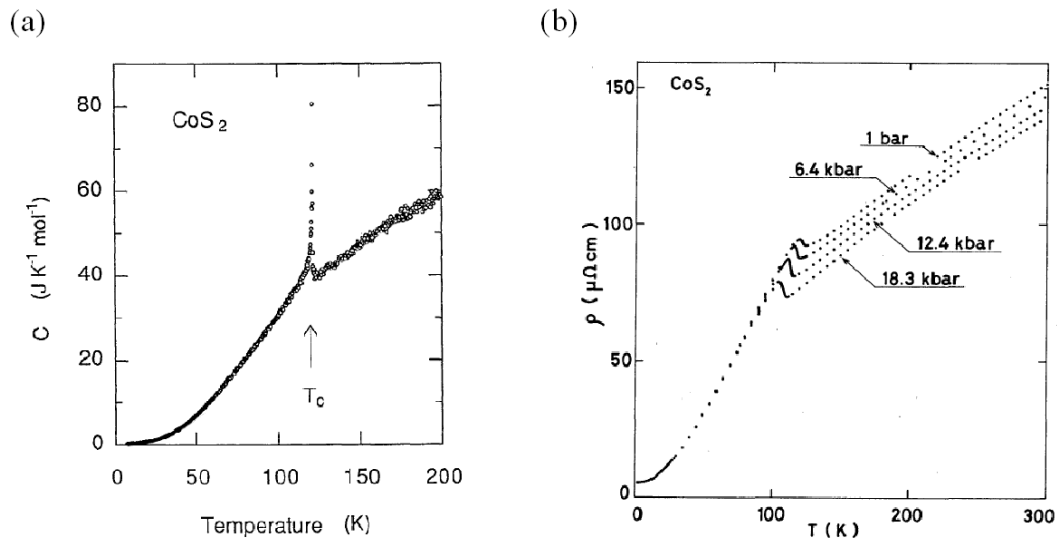 (a)
80
60
40
20
0
C (J K⁻¹ mol⁻¹)
CoS₂
T_C
0 50 100 150 200
Temperature (K)
(b)
150
100
50
0
ρ (μΩcm)
CoS₂
1 bar
6.4 kbar
12.4 kbar
18.3 kbar
0 100 200 300
T (K)